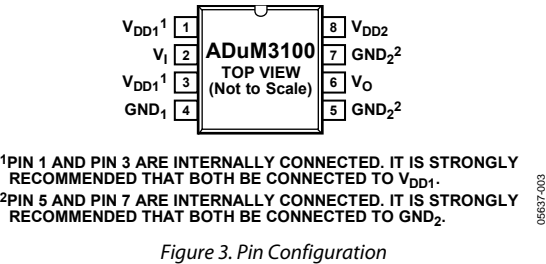 VDD1¹ 1 ADuM3100 8 VDD2
VI 2 TOP VIEW 7 GND2²
VDD1¹ 3 (Not to Scale) 6 VO
GND1 4 5 GND2²
¹PIN 1 AND PIN 3 ARE INTERNALLY CONNECTED. IT IS STRONGLY
RECOMMENDED THAT BOTH BE CONNECTED TO VDD1.
²PIN 5 AND PIN 7 ARE INTERNALLY CONNECTED. IT IS STRONGLY
RECOMMENDED THAT BOTH BE CONNECTED TO GND2.
05637-003
Figure 3. Pin Configuration